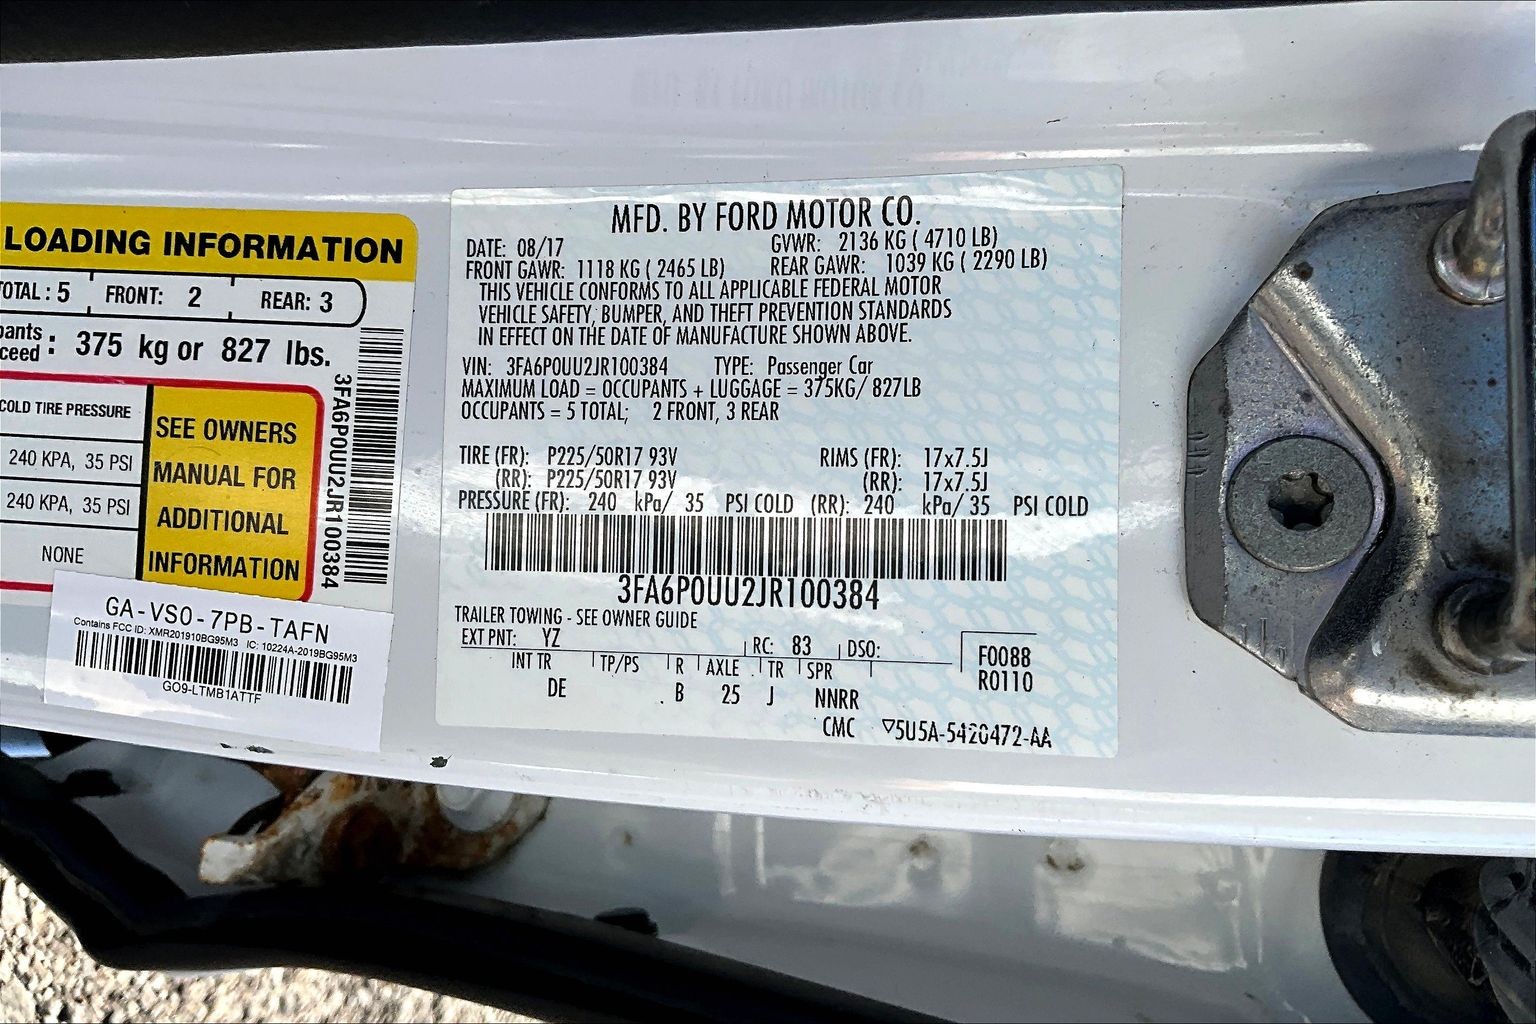 LOADING INFORMATION
TOTAL: 5 FRONT: 2 REAR: 3
: 375 kg or 827 lbs.
COLD TIRE PRESSURE
240 KPA, 35 PSI
240 KPA, 35 PSI
NONE
SEE OWNERS
MANUAL FOR
ADDITIONAL
INFORMATION
3FA6P0UU2JR100384
GA-VS0-7PB-TAFN
Contains FCC ID: XMR201910BG95M3 IC: 10224A-2019BG95M3
GO9-LTMB1ATTF
MFD. BY FORD MOTOR CO.
DATE: 08/17 GVWR: 2136 KG ( 4710 LB)
FRONT GAWR: 1118 KG ( 2465 LB) REAR GAWR: 1039 KG ( 2290 LB)
THIS VEHICLE CONFORMS TO ALL APPLICABLE FEDERAL MOTOR
VEHICLE SAFETY, BUMPER, AND THEFT PREVENTION STANDARDS
IN EFFECT ON THE DATE OF MANUFACTURE SHOWN ABOVE.
VIN: 3FA6P0UU2JR100384 TYPE: Passenger Car
MAXIMUM LOAD = OCCUPANTS + LUGGAGE = 375KG/ 827LB
OCCUPANTS = 5 TOTAL; 2 FRONT, 3 REAR
TIRE (FR): P225/50R17 93V RIMS (FR): 17x7.5J
(RR): P225/50R17 93V (RR): 17x7.5J
PRESSURE (FR): 240 kPa/ 35 PSI COLD (RR): 240 kPa/ 35 PSI COLD
3FA6P0UU2JR100384
TRAILER TOWING - SEE OWNER GUIDE
EXT PNT: YZ RC: 83 DSO:
INT TR TP/PS R AXLE TR SPR
DE B 25 J NNRR
F0088
R0110
CMC ▽5U5A-5420472-AA